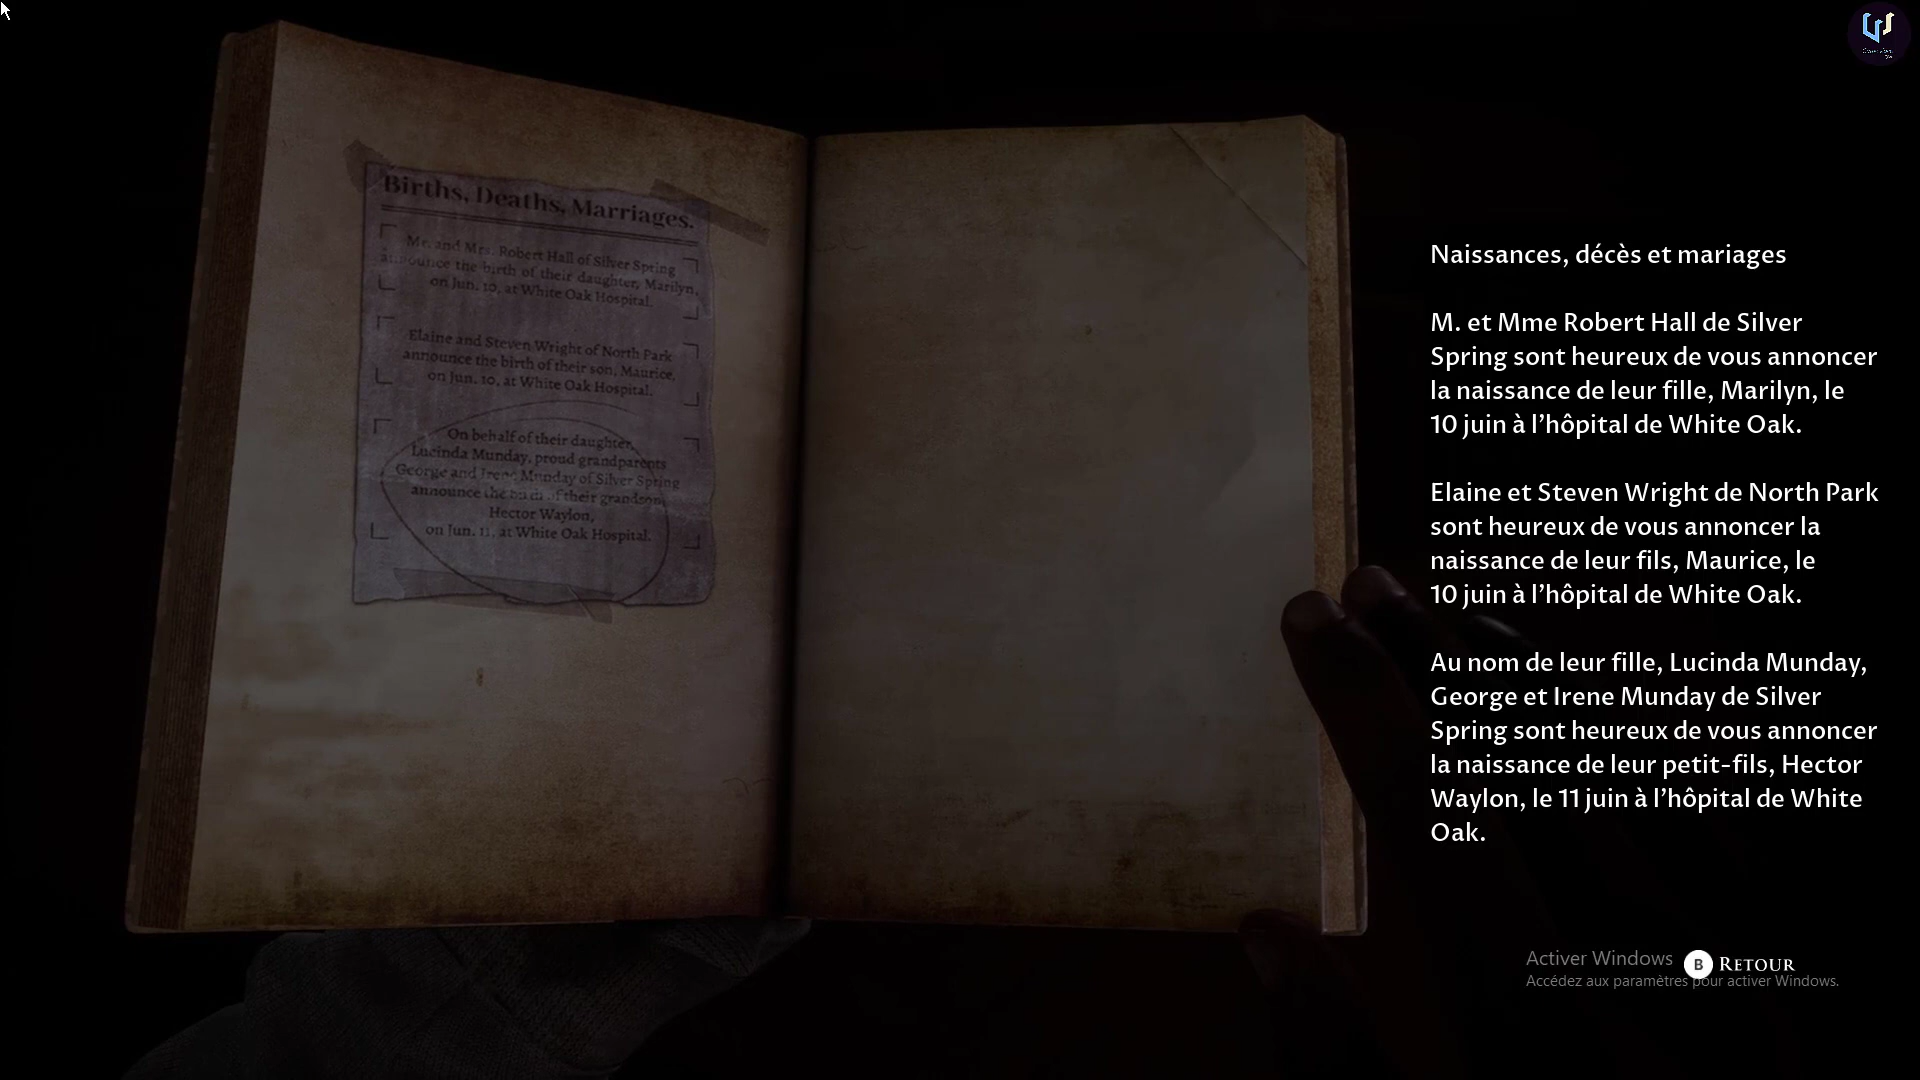 Births, Deaths, Marriages.
Mr. and Mrs. Robert Hall of Silver Spring
announce the birth of their daughter, Marilyn,
on Jun. 10, at White Oak Hospital.
Elaine and Steven Wright of North Park
announce the birth of their son, Maurice,
on Jun. 10, at White Oak Hospital.
On behalf of their daughter,
Lucinda Munday, proud grandparents
George and Irene Munday of Silver Spring
announce the birth of their grandson,
Hector Waylon,
on Jun. 11, at White Oak Hospital.
Naissances, décès et mariages
M. et Mme Robert Hall de Silver
Spring sont heureux de vous annoncer
la naissance de leur fille, Marilyn, le
10 juin à l’hôpital de White Oak.
Elaine et Steven Wright de North Park
sont heureux de vous annoncer la
naissance de leur fils, Maurice, le
10 juin à l’hôpital de White Oak.
Au nom de leur fille, Lucinda Munday,
George et Irene Munday de Silver
Spring sont heureux de vous annoncer
la naissance de leur petit-fils, Hector
Waylon, le 11 juin à l’hôpital de White
Oak.
Activer Windows
B RETOUR
Accédez aux paramètres pour activer Windows.